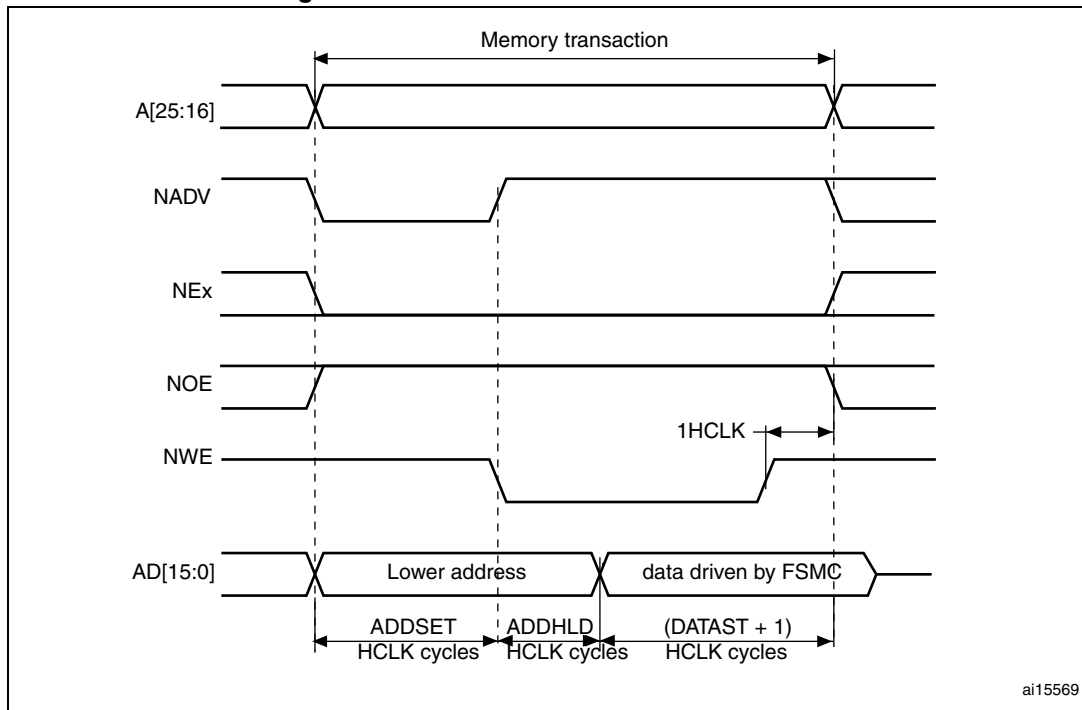 Memory transaction
A[25:16]
NADV
NEx
NOE
1HCLK
NWE
AD[15:0]
Lower address
data driven by FSMC
ADDSET
ADDHLD
(DATAST + 1)
HCLK cycles
HCLK cycles
HCLK cycles
ai15569